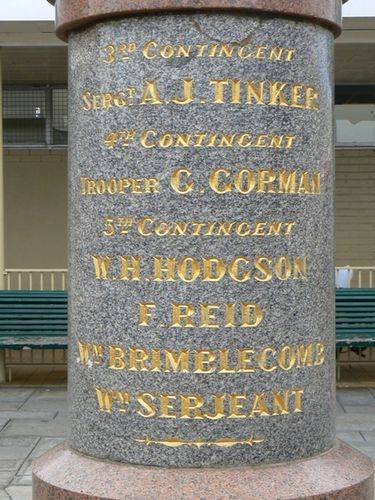 3RD CONTINGENT
SERGT A.J. TINKER
4TH CONTINGENT
TROOPER G. GORMAN
5TH CONTINGENT
W.H. HODGSON
F. REID
WM BRIMBLECOMB
WM SERJEANT